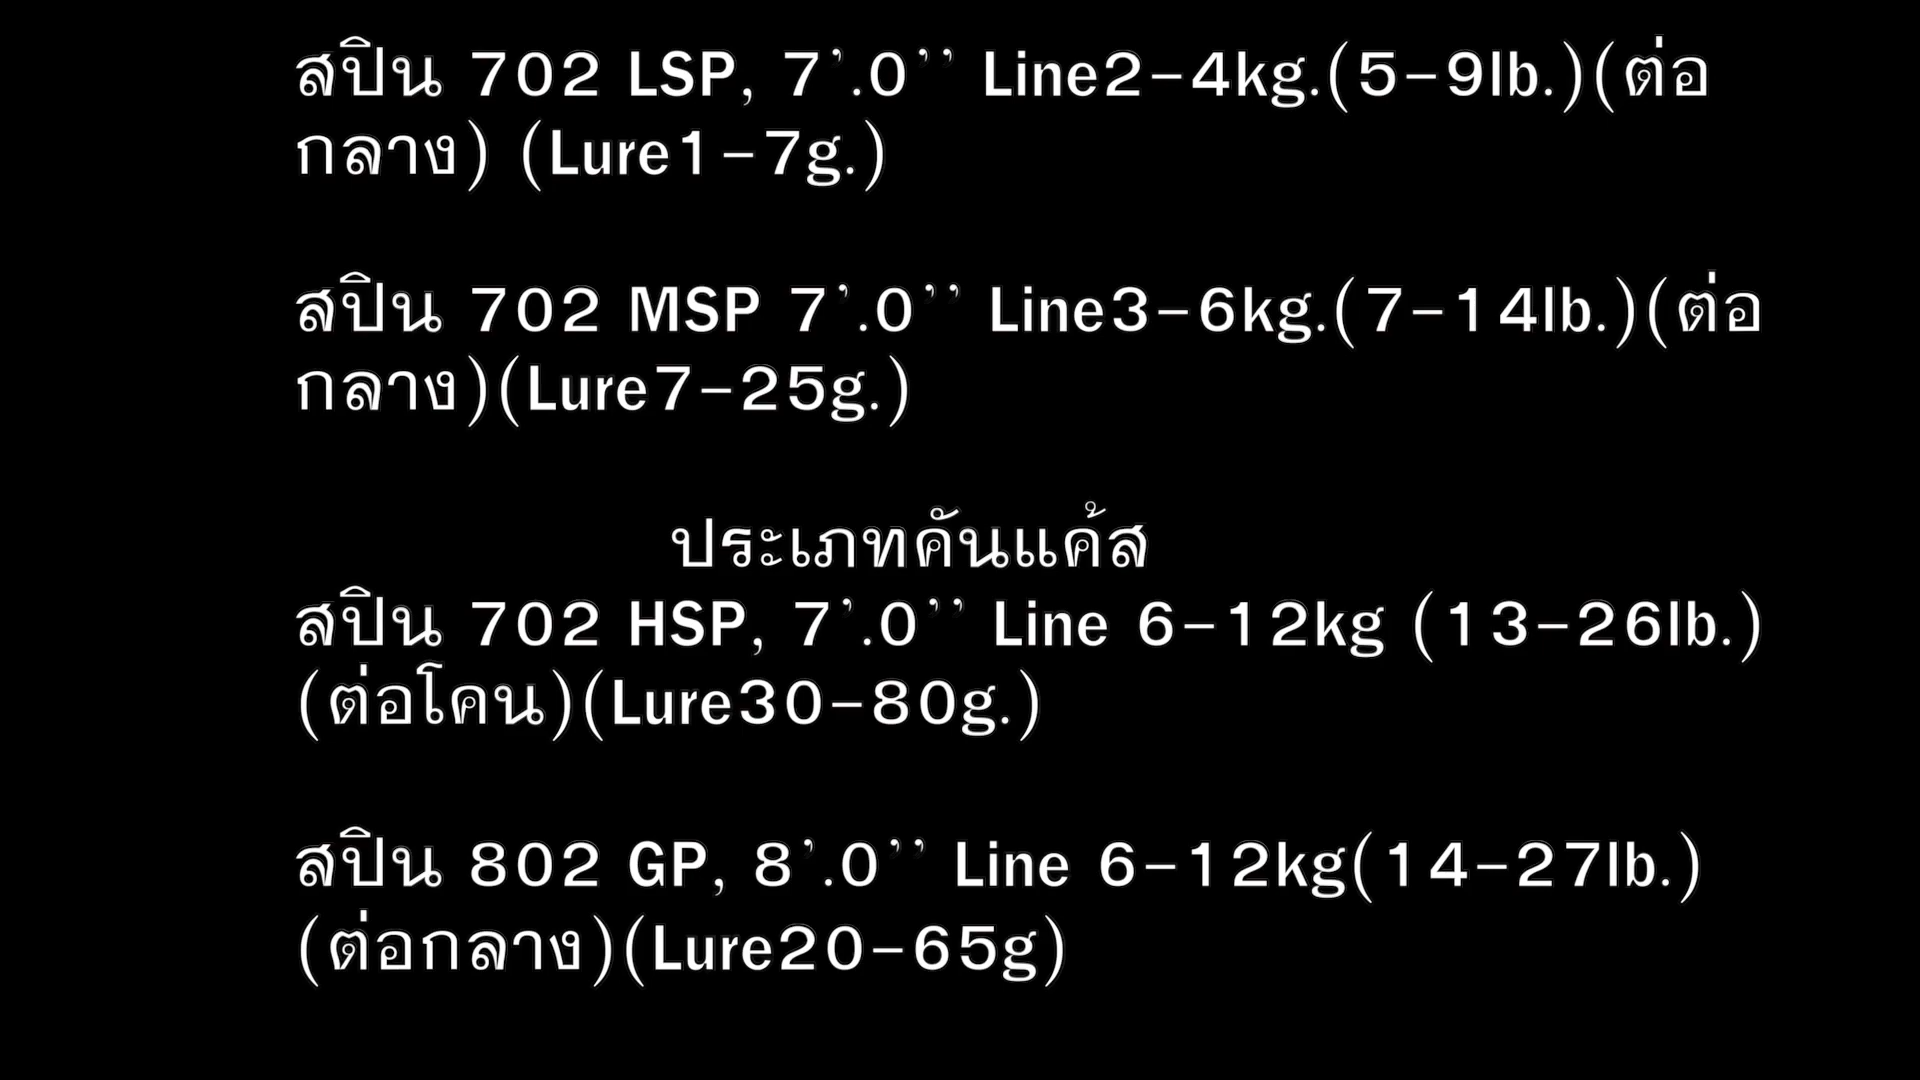 สปิน 702 LSP, 7’.0’’ Line2-4kg.(5-9lb.)(ต่อ
กลาง) (Lure1-7g.)
สปิน 702 MSP 7’.0’’ Line3-6kg.(7-14lb.)(ต่อ
กลาง)(Lure7-25g.)
ประเภทคันแค้ส
สปิน 702 HSP, 7’.0’’ Line 6-12kg (13-26lb.)
(ต่อโคน)(Lure30-80g.)
สปิน 802 GP, 8’.0’’ Line 6-12kg(14-27lb.)
(ต่อกลาง)(Lure20-65g)